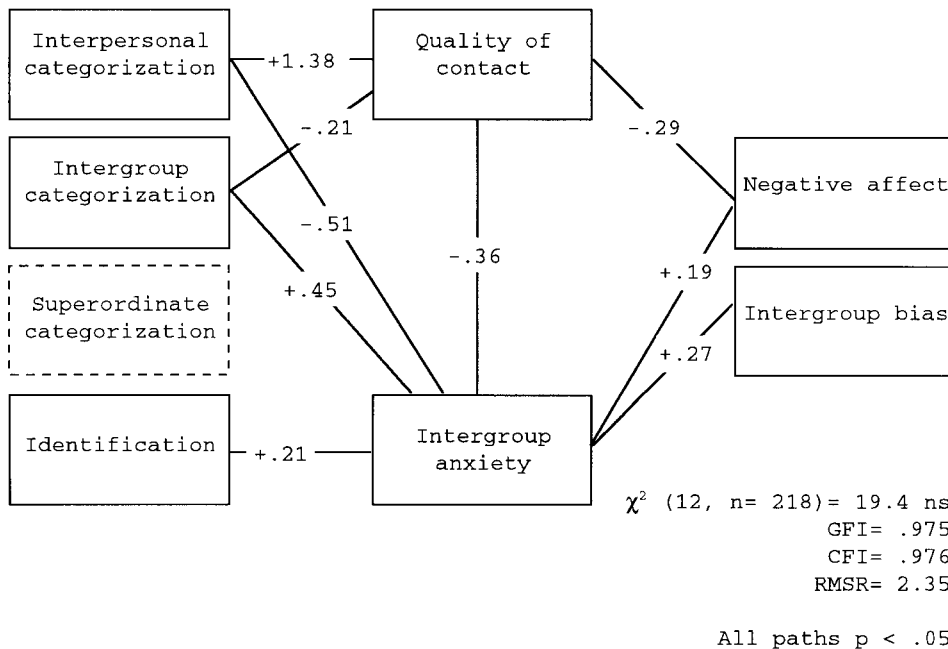 Interpersonal
categorization
+1.38
Quality of
contact
-.21
-.29
Intergroup
categorization
Negative affect
-.51
-.36
+.19
+.45
Superordinate
categorization
Intergroup bias
+.27
Identification
+.21
Intergroup
anxiety
χ² (12, n= 218)= 19.4 ns
GFI= .975
CFI= .976
RMSR= 2.35
All paths p < .05